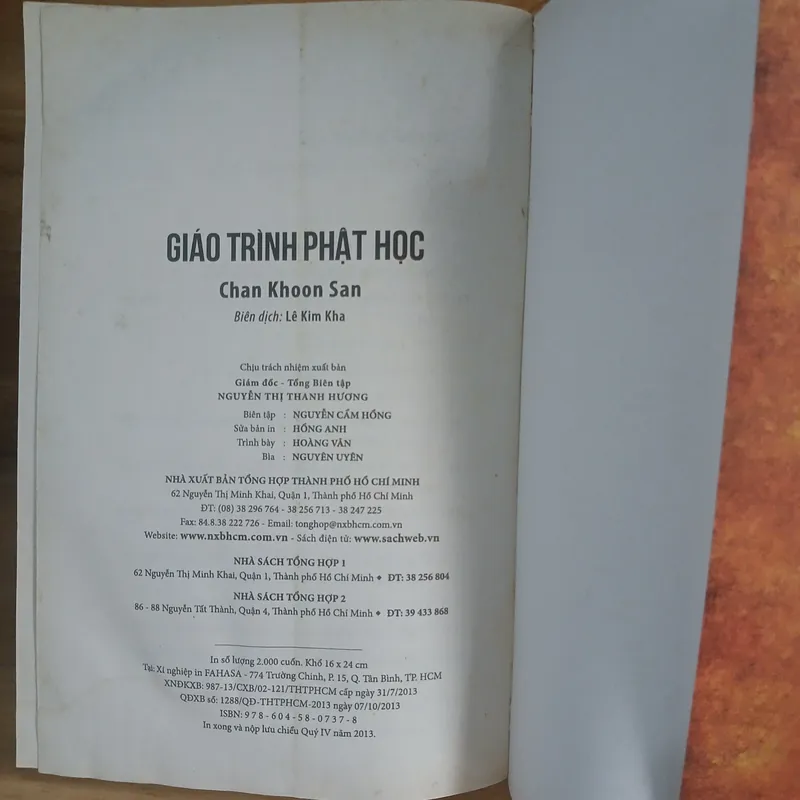 GIÁO TRÌNH PHẬT HỌC
Chan Khoon San
Biên dịch: Lê Kim Kha
Chịu trách nhiệm xuất bản
Giám đốc - Tổng Biên tập
NGUYỄN THỊ THANH HƯƠNG
Biên tập : NGUYỄN CẨM HỒNG
Sửa bản in : HỒNG ANH
Trình bày : HOÀNG VÂN
Bìa : NGUYÊN UYÊN
NHÀ XUẤT BẢN TỔNG HỢP THÀNH PHỐ HỒ CHÍ MINH
62 Nguyễn Thị Minh Khai, Quận 1, Thành phố Hồ Chí Minh
ĐT: (08) 38 296 764 - 38 256 713 - 38 247 225
Fax: 84.8.38 222 726 - Email: tonghop@nxbhcm.com.vn
Website: www.nxbhcm.com.vn - Sách điện tử: www.sachweb.vn
NHÀ SÁCH TỔNG HỢP 1
62 Nguyễn Thị Minh Khai, Quận 1, Thành phố Hồ Chí Minh ◆ ĐT: 38 256 804
NHÀ SÁCH TỔNG HỢP 2
86 - 88 Nguyễn Tất Thành, Quận 4, Thành phố Hồ Chí Minh ◆ ĐT: 39 433 868
In số lượng 2.000 cuốn. Khổ 16 x 24 cm
Tại: Xí nghiệp in FAHASA - 774 Trường Chinh, P. 15, Q. Tân Bình, TP. HCM
XNĐKXB: 987-13/CXB/02-121/THTPHCM cấp ngày 31/7/2013
QĐXB số: 1288/QĐ-THTPHCM-2013 ngày 07/10/2013
ISBN: 978 - 604 - 58 - 0737 - 8
In xong và nộp lưu chiểu Quý IV năm 2013.